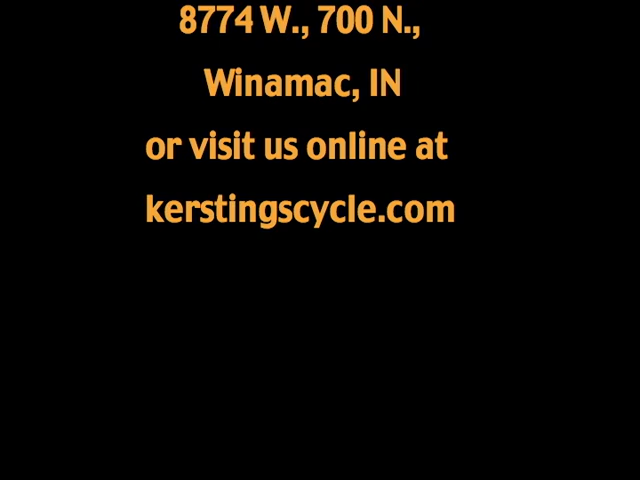 8774 W., 700 N.,
Winamac, IN
or visit us online at
kerstingscycle.com